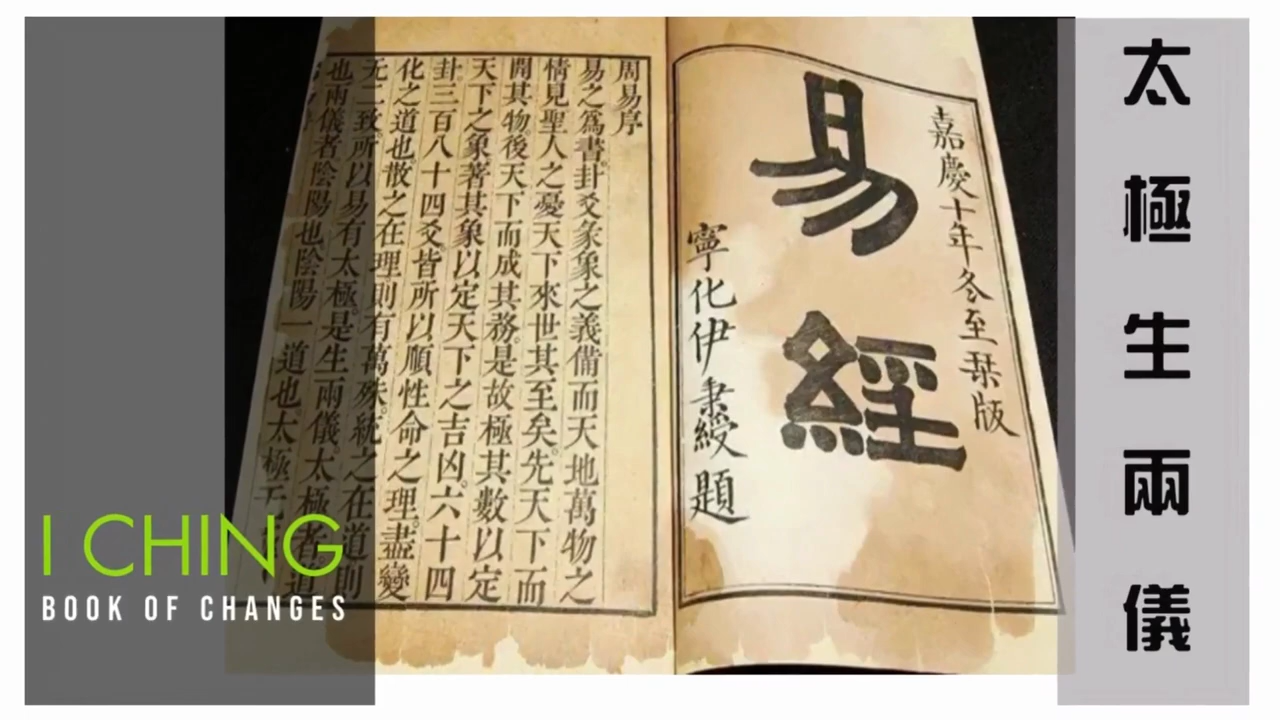 太極生兩儀
嘉慶十年冬至栞版
易經
寧化伊秉綬題
周易序
易之爲書。卦爻彖象之義備而天地萬物之
情見聖人之憂天下來世其至矣。先天下而
開其物。後天下而成其務。是故極其數以定
天下之象著其象以定天下之吉凶。六十四
卦三百八十四爻皆所以順性命之理。盡變
化之道也。散之在理。則有萬殊。統之在道則
无二致。所以易有太極。是生兩儀。太極者道
也兩儀者陰陽也陰陽一道也太極无
I CHING
BOOK OF CHANGES